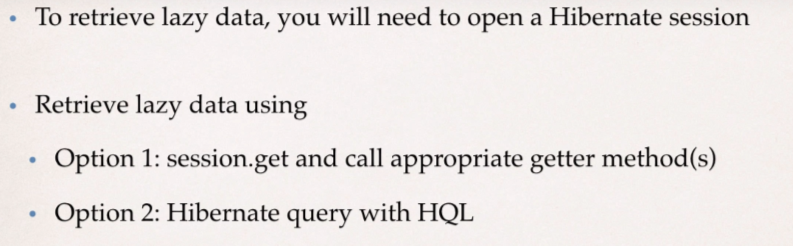 To retrieve lazy data, you will need to open a Hibernate session
Retrieve lazy data using
Option 1: session.get and call appropriate getter method(s)
Option 2: Hibernate query with HQL